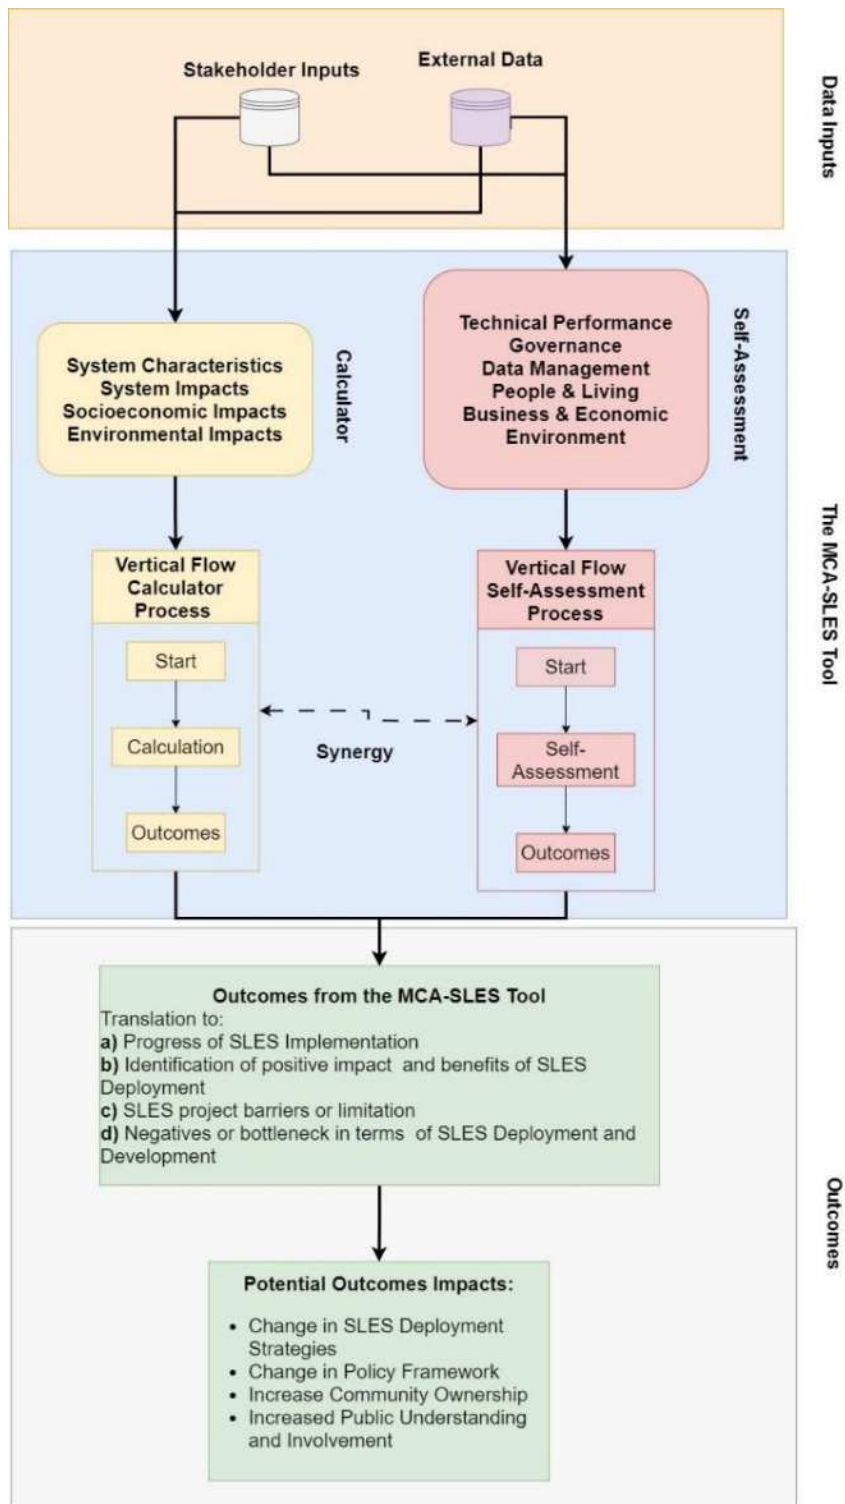 Stakeholder Inputs
External Data
Data Inputs
System Characteristics
System Impacts
Socioeconomic Impacts
Environmental Impacts
Calculator
Technical Performance
Governance
Data Management
People & Living
Business & Economic
Environment
Self-Assessment
The MCA-SLES Tool
Vertical Flow
Calculator
Process
Start
Calculation
Outcomes
Synergy
Vertical Flow
Self-Assessment
Process
Start
Self-
Assessment
Outcomes
Outcomes from the MCA-SLES Tool
Translation to:
a) Progress of SLES Implementation
b) Identification of positive impact and benefits of SLES
Deployment
c) SLES project barriers or limitation
d) Negatives or bottleneck in terms of SLES Deployment and
Development
Outcomes
Potential Outcomes Impacts:
• Change in SLES Deployment
Strategies
• Change in Policy Framework
• Increase Community Ownership
• Increased Public Understanding
and Involvement